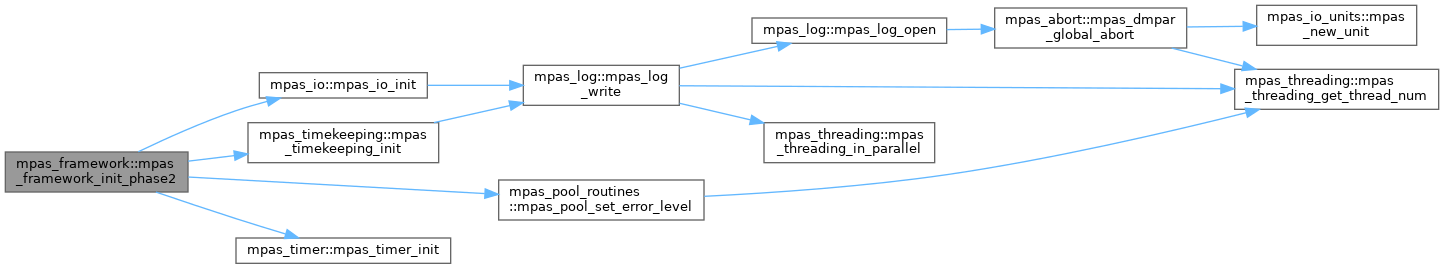 mpas_framework::mpas
_framework_init_phase2
mpas_io::mpas_io_init
mpas_timekeeping::mpas
_timekeeping_init
mpas_timer::mpas_timer_init
mpas_log::mpas_log
_write
mpas_pool_routines
::mpas_pool_set_error_level
mpas_log::mpas_log_open
mpas_threading::mpas
_threading_in_parallel
mpas_abort::mpas_dmpar
_global_abort
mpas_io_units::mpas
_new_unit
mpas_threading::mpas
_threading_get_thread_num